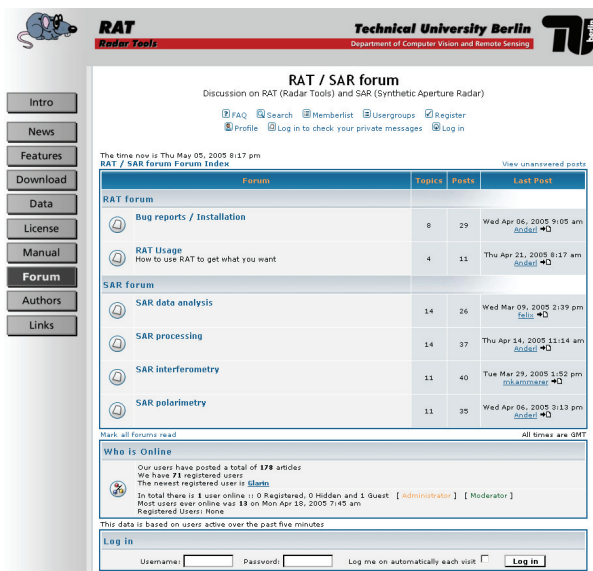 RAT
Radar Tools
Technical University Berlin
Department of Computer Vision and Remote Sensing
berlin
Intro
News
Features
Download
Data
License
Manual
Forum
Authors
Links
RAT / SAR forum
Discussion on RAT (Radar Tools) and SAR (Synthetic Aperture Radar)
FAQ Search Memberlist Usergroups Register
Profile Log in to check your private messages Log in
The time now is Thu May 05, 2005 8:17 pm
RAT / SAR forum Forum Index View unanswered posts
Forum Topics Posts Last Post
RAT forum
Bug reports / Installation 8 29 Wed Apr 06, 2005 9:05 am
Anderl
RAT Usage
How to use RAT to get what you want 4 11 Thu Apr 21, 2005 8:17 am
Anderl
SAR forum
SAR data analysis 14 26 Wed Mar 09, 2005 2:39 pm
felix
SAR processing 14 37 Thu Apr 14, 2005 11:14 am
Anderl
SAR interferometry 11 40 Tue Mar 29, 2005 1:52 pm
mkammerer
SAR polarimetry 11 35 Wed Apr 06, 2005 3:13 pm
Anderl
Mark all forums read All times are GMT
Who is Online
Our users have posted a total of 178 articles
We have 71 registered users
The newest registered user is Glarin
In total there is 1 user online :: 0 Registered, 0 Hidden and 1 Guest [ Administrator ] [ Moderator ]
Most users ever online was 13 on Mon Apr 18, 2005 7:45 am
Registered Users: None
This data is based on users active over the past five minutes
Log in
Username: Password: Log me on automatically each visit Log in